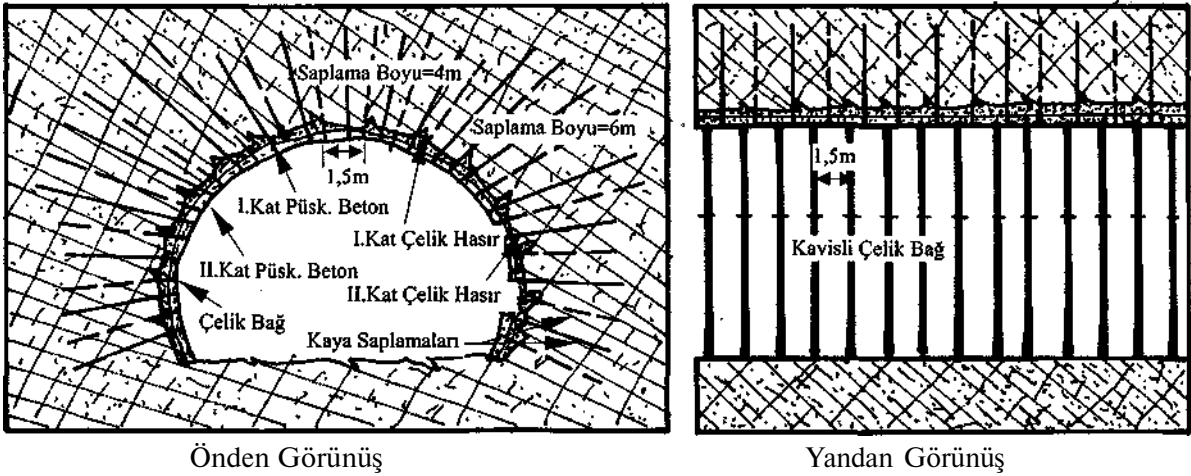 Saplama Boyu=4m
Saplama Boyu=6m
1,5m
I.Kat Püsk. Beton
I.Kat Çelik Hasır
II.Kat Püsk. Beton
II.Kat Çelik Hasır
Çelik Bağ
Kaya Saplamaları
Önden Görünüş
1,5m
Kavisli Çelik Bağ
Yandan Görünüş